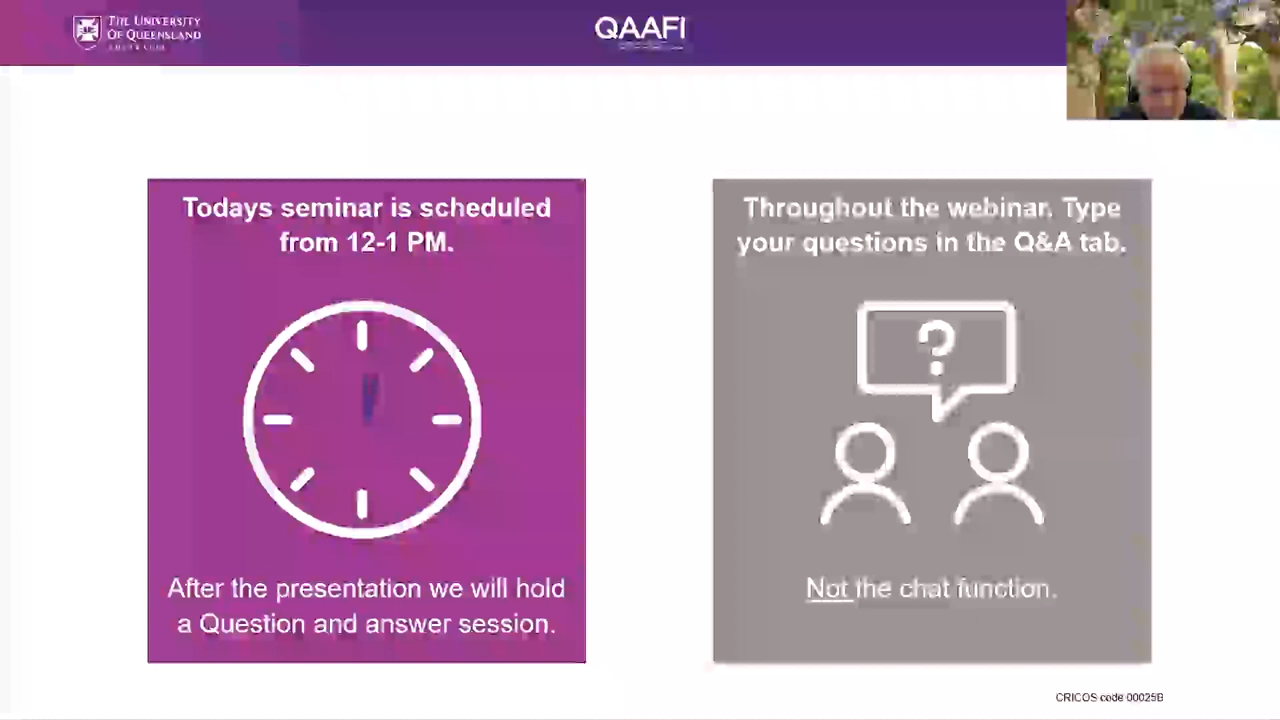 THE UNIVERSITY
OF QUEENSLAND
AUSTRALIA
QAAFI
Todays seminar is scheduled
from 12-1 PM.
After the presentation we will hold
a Question and answer session.
Throughout the webinar. Type
your questions in the Q&A tab.
?
Not the chat function.
CRICOS code 00025B